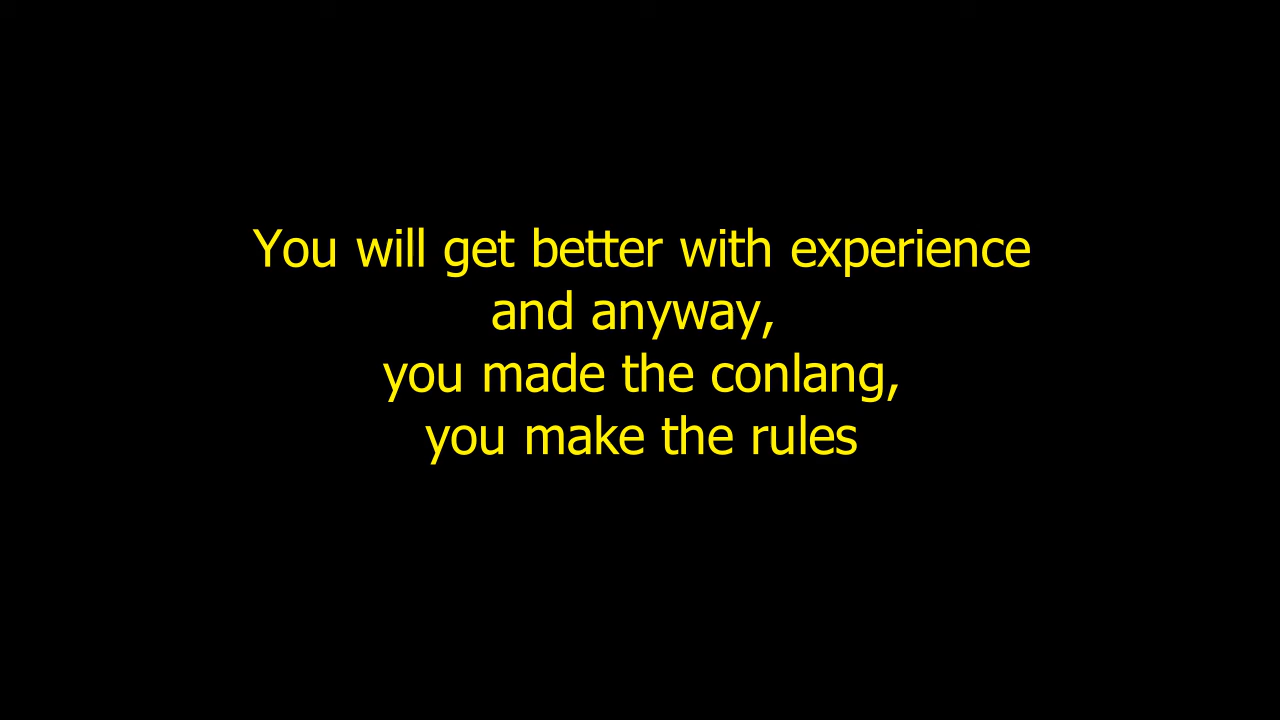 You will get better with experience
and anyway,
you made the conlang,
you make the rules